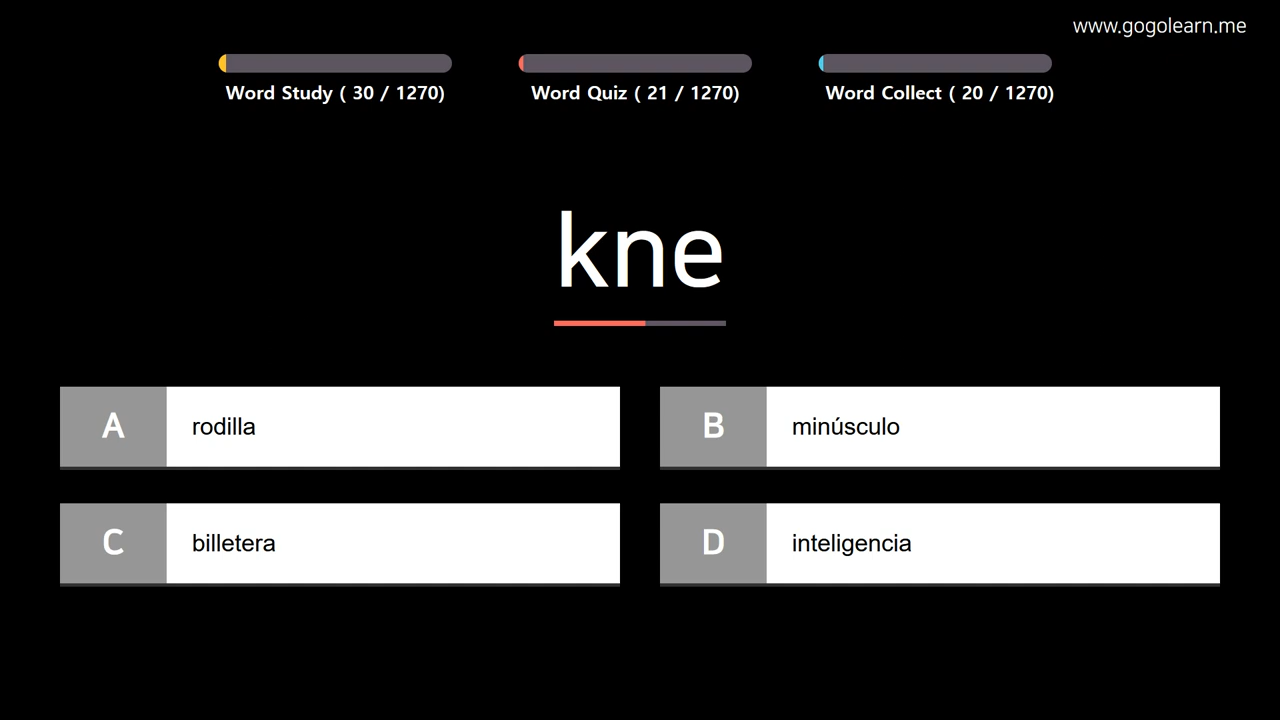 www.gogolearn.me
Word Study ( 30 / 1270)
Word Quiz ( 21 / 1270)
Word Collect ( 20 / 1270)
kne
A
rodilla
B
minúsculo
C
billetera
D
inteligencia